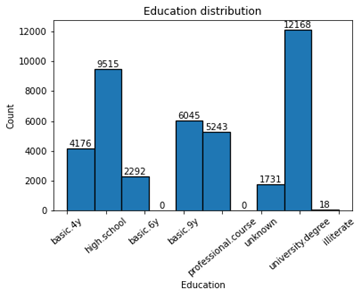 Education distribution
12000
10000
8000
6000
4000
2000
0
Count
4176
9515
2292
0
6045
5243
0
1731
12168
18
basic.4y
high.school
basic.6y
basic.9y
professional.course
unknown
university.degree
illiterate
Education